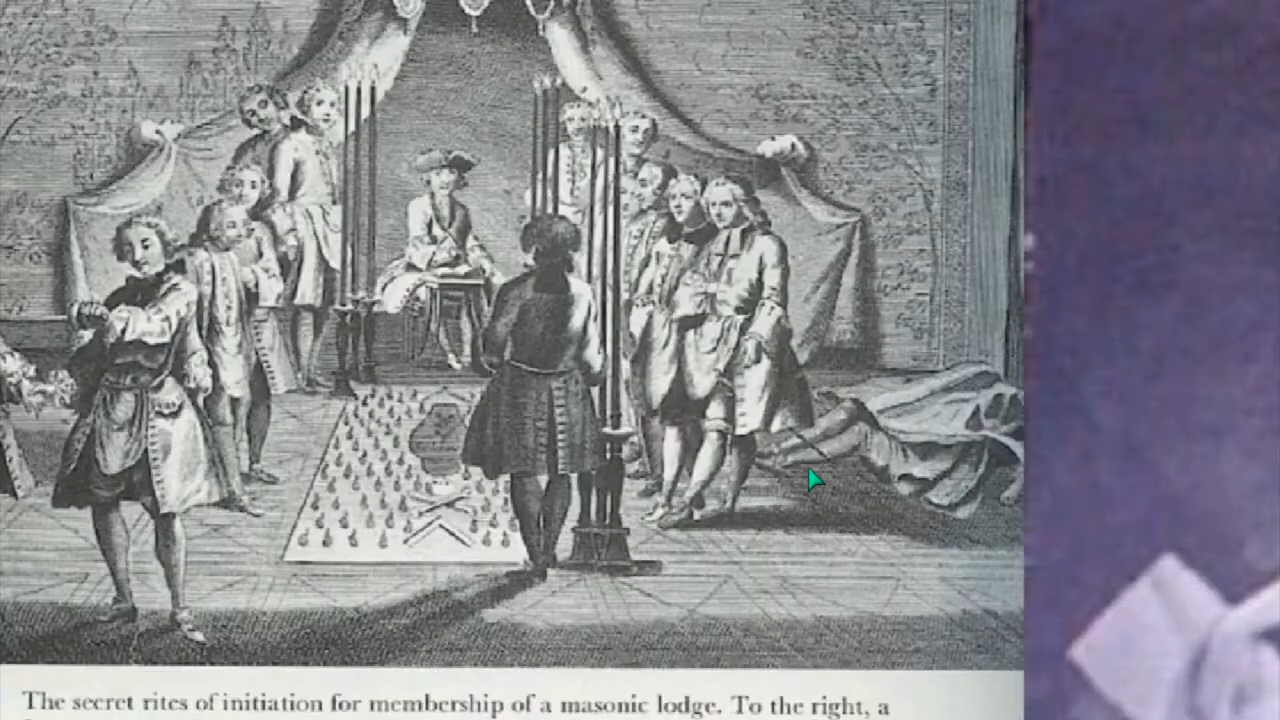 The secret rites of initiation for membership of a masonic lodge. To the right, a